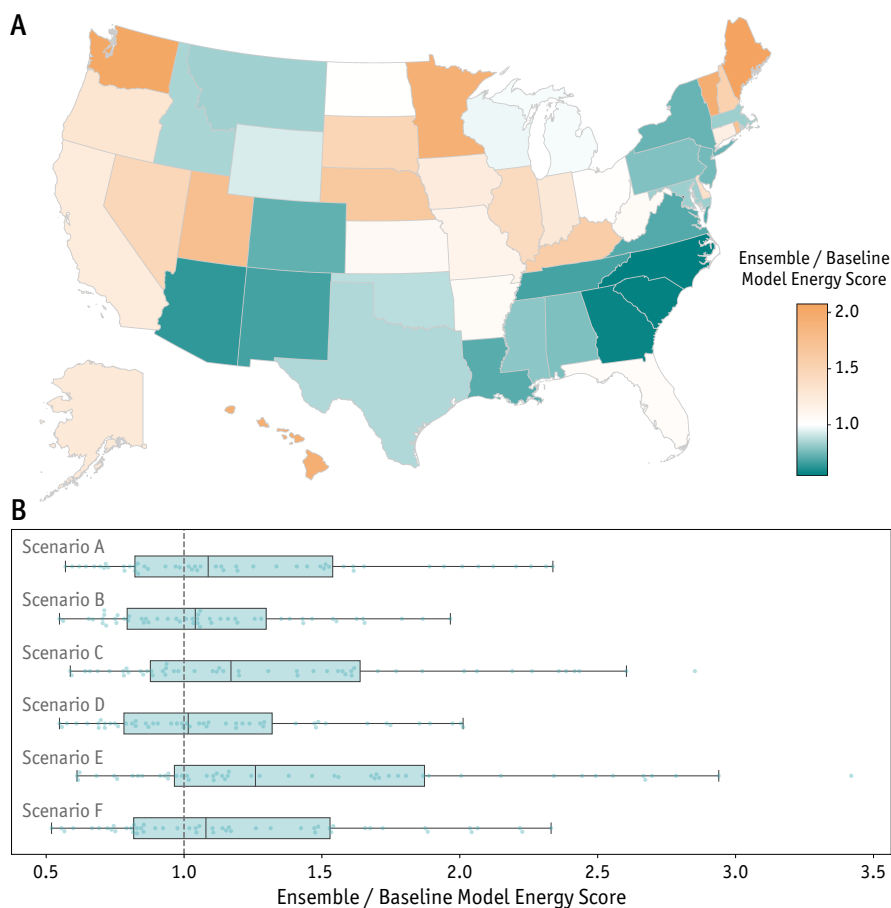 A
Ensemble / Baseline
Model Energy Score
2.0
1.5
1.0
B
Scenario A
Scenario B
Scenario C
Scenario D
Scenario E
Scenario F
0.5 1.0 1.5 2.0 2.5 3.0 3.5
Ensemble / Baseline Model Energy Score